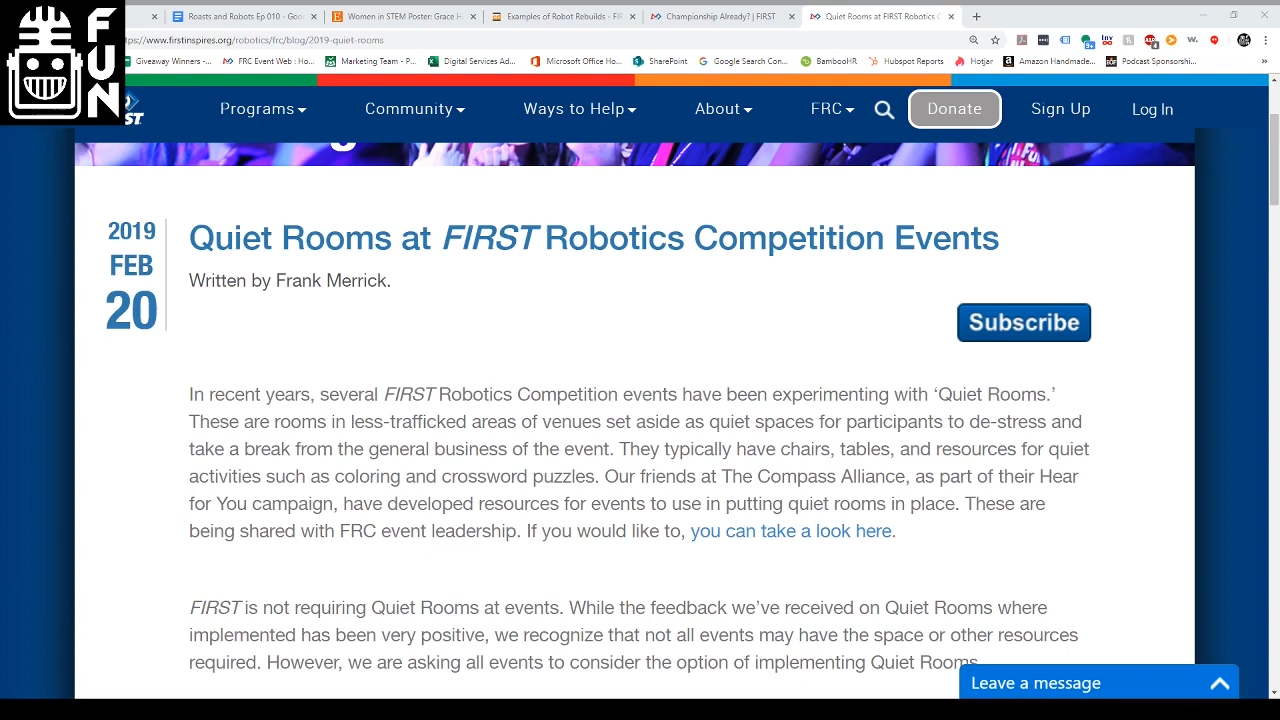 FUN
Roasts and Robots Ep 010 - Goo
Women in STEM Poster: Grace H
Examples of Robot Rebuilds - FI
Championship Already? | FIRST
Quiet Rooms at FIRST Robotics C
ttps://www.firstinspires.org/robotics/frc/blog/2019-quiet-rooms
Giveaway Winners -...
FRC Event Web : Ho...
Marketing Team - P...
Digital Services Ad...
Microsoft Office Ho...
SharePoint
Google Search Con...
BambooHR
Hubspot Reports
Hotjar
Amazon Handmade...
Podcast Sponsorshi...
Programs
Community
Ways to Help
About
FRC
Donate
Sign Up
Log In
2019
FEB
20
Quiet Rooms at FIRST Robotics Competition Events
Written by Frank Merrick.
Subscribe
In recent years, several FIRST Robotics Competition events have been experimenting with ‘Quiet Rooms.’
These are rooms in less-trafficked areas of venues set aside as quiet spaces for participants to de-stress and
take a break from the general business of the event. They typically have chairs, tables, and resources for quiet
activities such as coloring and crossword puzzles. Our friends at The Compass Alliance, as part of their Hear
for You campaign, have developed resources for events to use in putting quiet rooms in place. These are
being shared with FRC event leadership. If you would like to, you can take a look here.
FIRST is not requiring Quiet Rooms at events. While the feedback we’ve received on Quiet Rooms where
implemented has been very positive, we recognize that not all events may have the space or other resources
required. However, we are asking all events to consider the option of implementing Quiet Rooms.
Leave a message